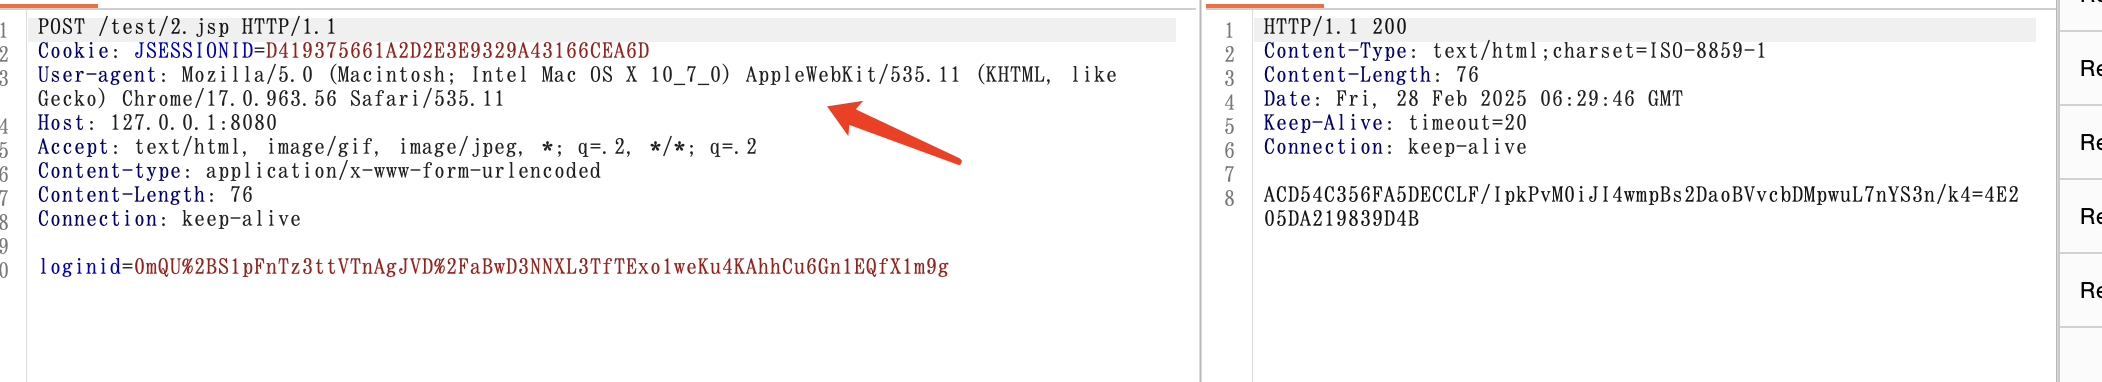 1 POST /test/2.jsp HTTP/1.1
2 Cookie: JSESSIONID=D419375661A2D2E3E9329A43166CEA6D
3 User-agent: Mozilla/5.0 (Macintosh; Intel Mac OS X 10_7_0) AppleWebKit/535.11 (KHTML, like
Gecko) Chrome/17.0.963.56 Safari/535.11
4 Host: 127.0.0.1:8080
5 Accept: text/html, image/gif, image/jpeg, *; q=.2, */*; q=.2
6 Content-type: application/x-www-form-urlencoded
7 Content-Length: 76
8 Connection: keep-alive
9
0 loginid=0mQU%2BS1pFnTz3ttVTnAgJVD%2FaBwD3NNXL3TfTExo1weKu4KAhhCu6Gn1EQfX1m9g
1 HTTP/1.1 200
2 Content-Type: text/html;charset=ISO-8859-1
3 Content-Length: 76
4 Date: Fri, 28 Feb 2025 06:29:46 GMT
5 Keep-Alive: timeout=20
6 Connection: keep-alive
7
8 ACD54C356FA5DECCLF/IpkPvM0iJI4wmpBs2DaoBVvcbDMpwuL7nYS3n/k4=4E2
05DA219839D4B
Re
Re
Re
Re